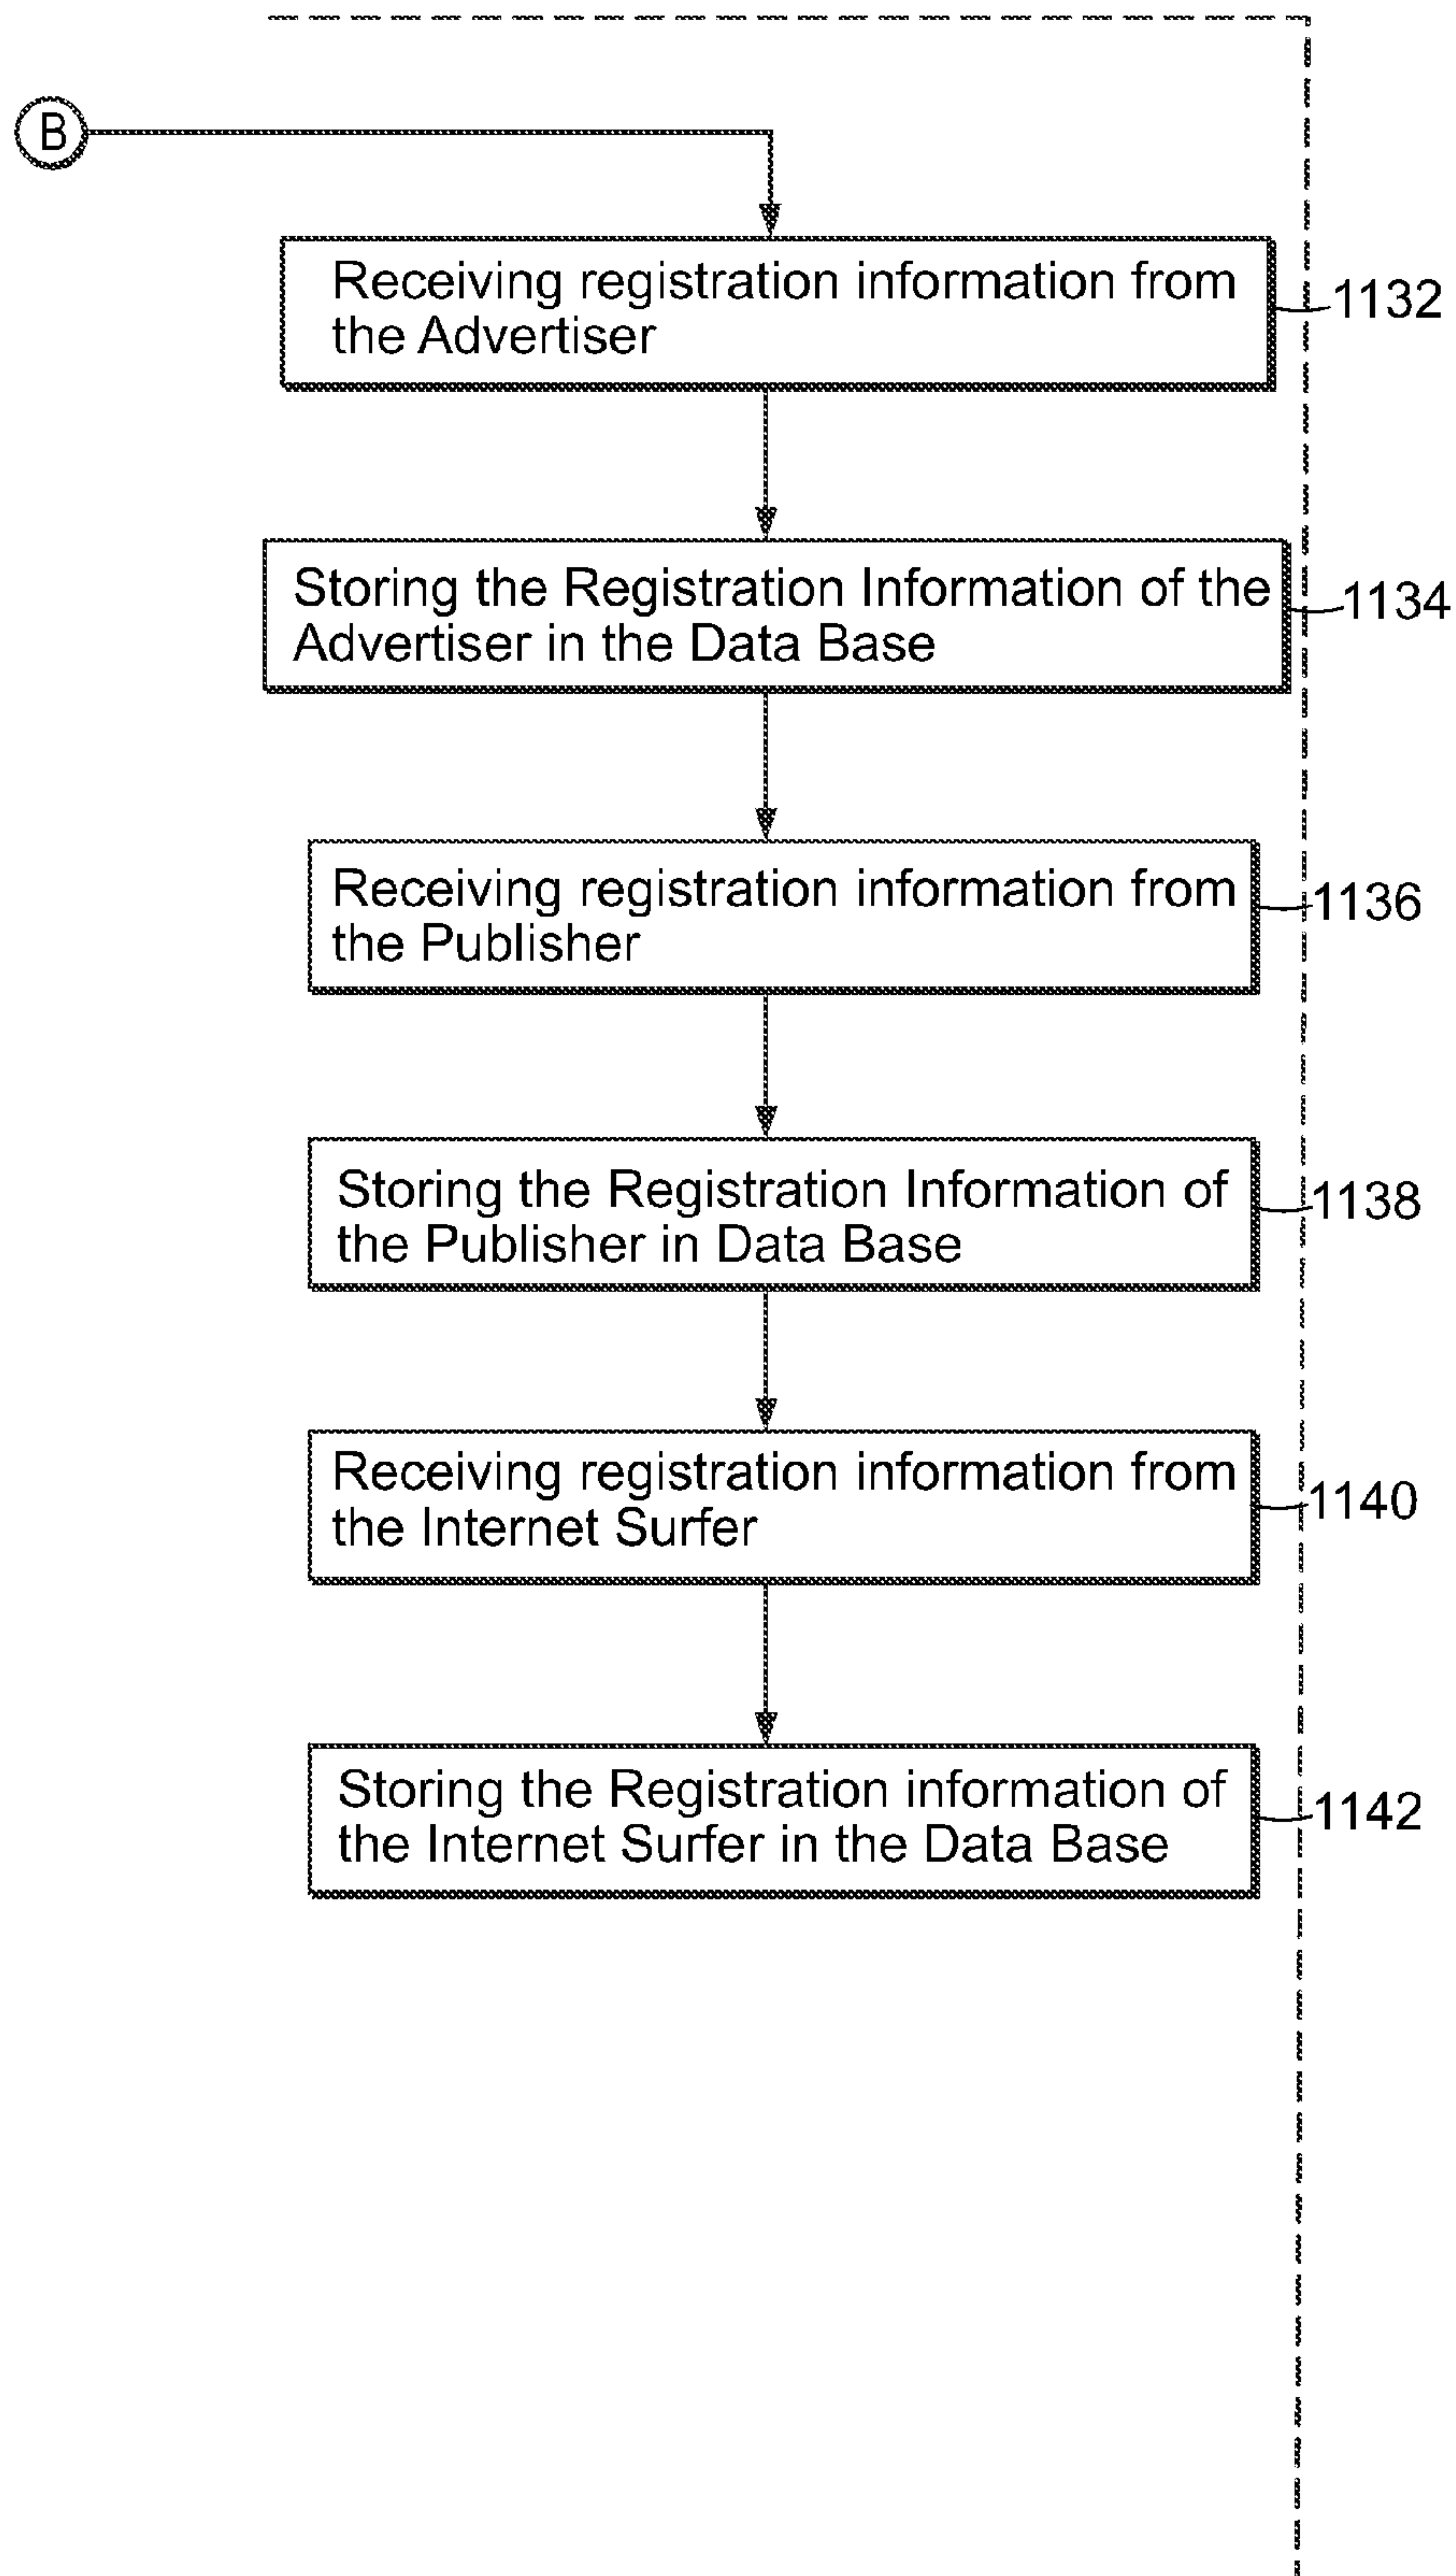 B
Receiving registration information from
the Advertiser
1132
Storing the Registration Information of the
Advertiser in the Data Base
1134
Receiving registration information from
the Publisher
1136
Storing the Registration Information of
the Publisher in Data Base
1138
Receiving registration information from
the Internet Surfer
1140
Storing the Registration information of
the Internet Surfer in the Data Base
1142